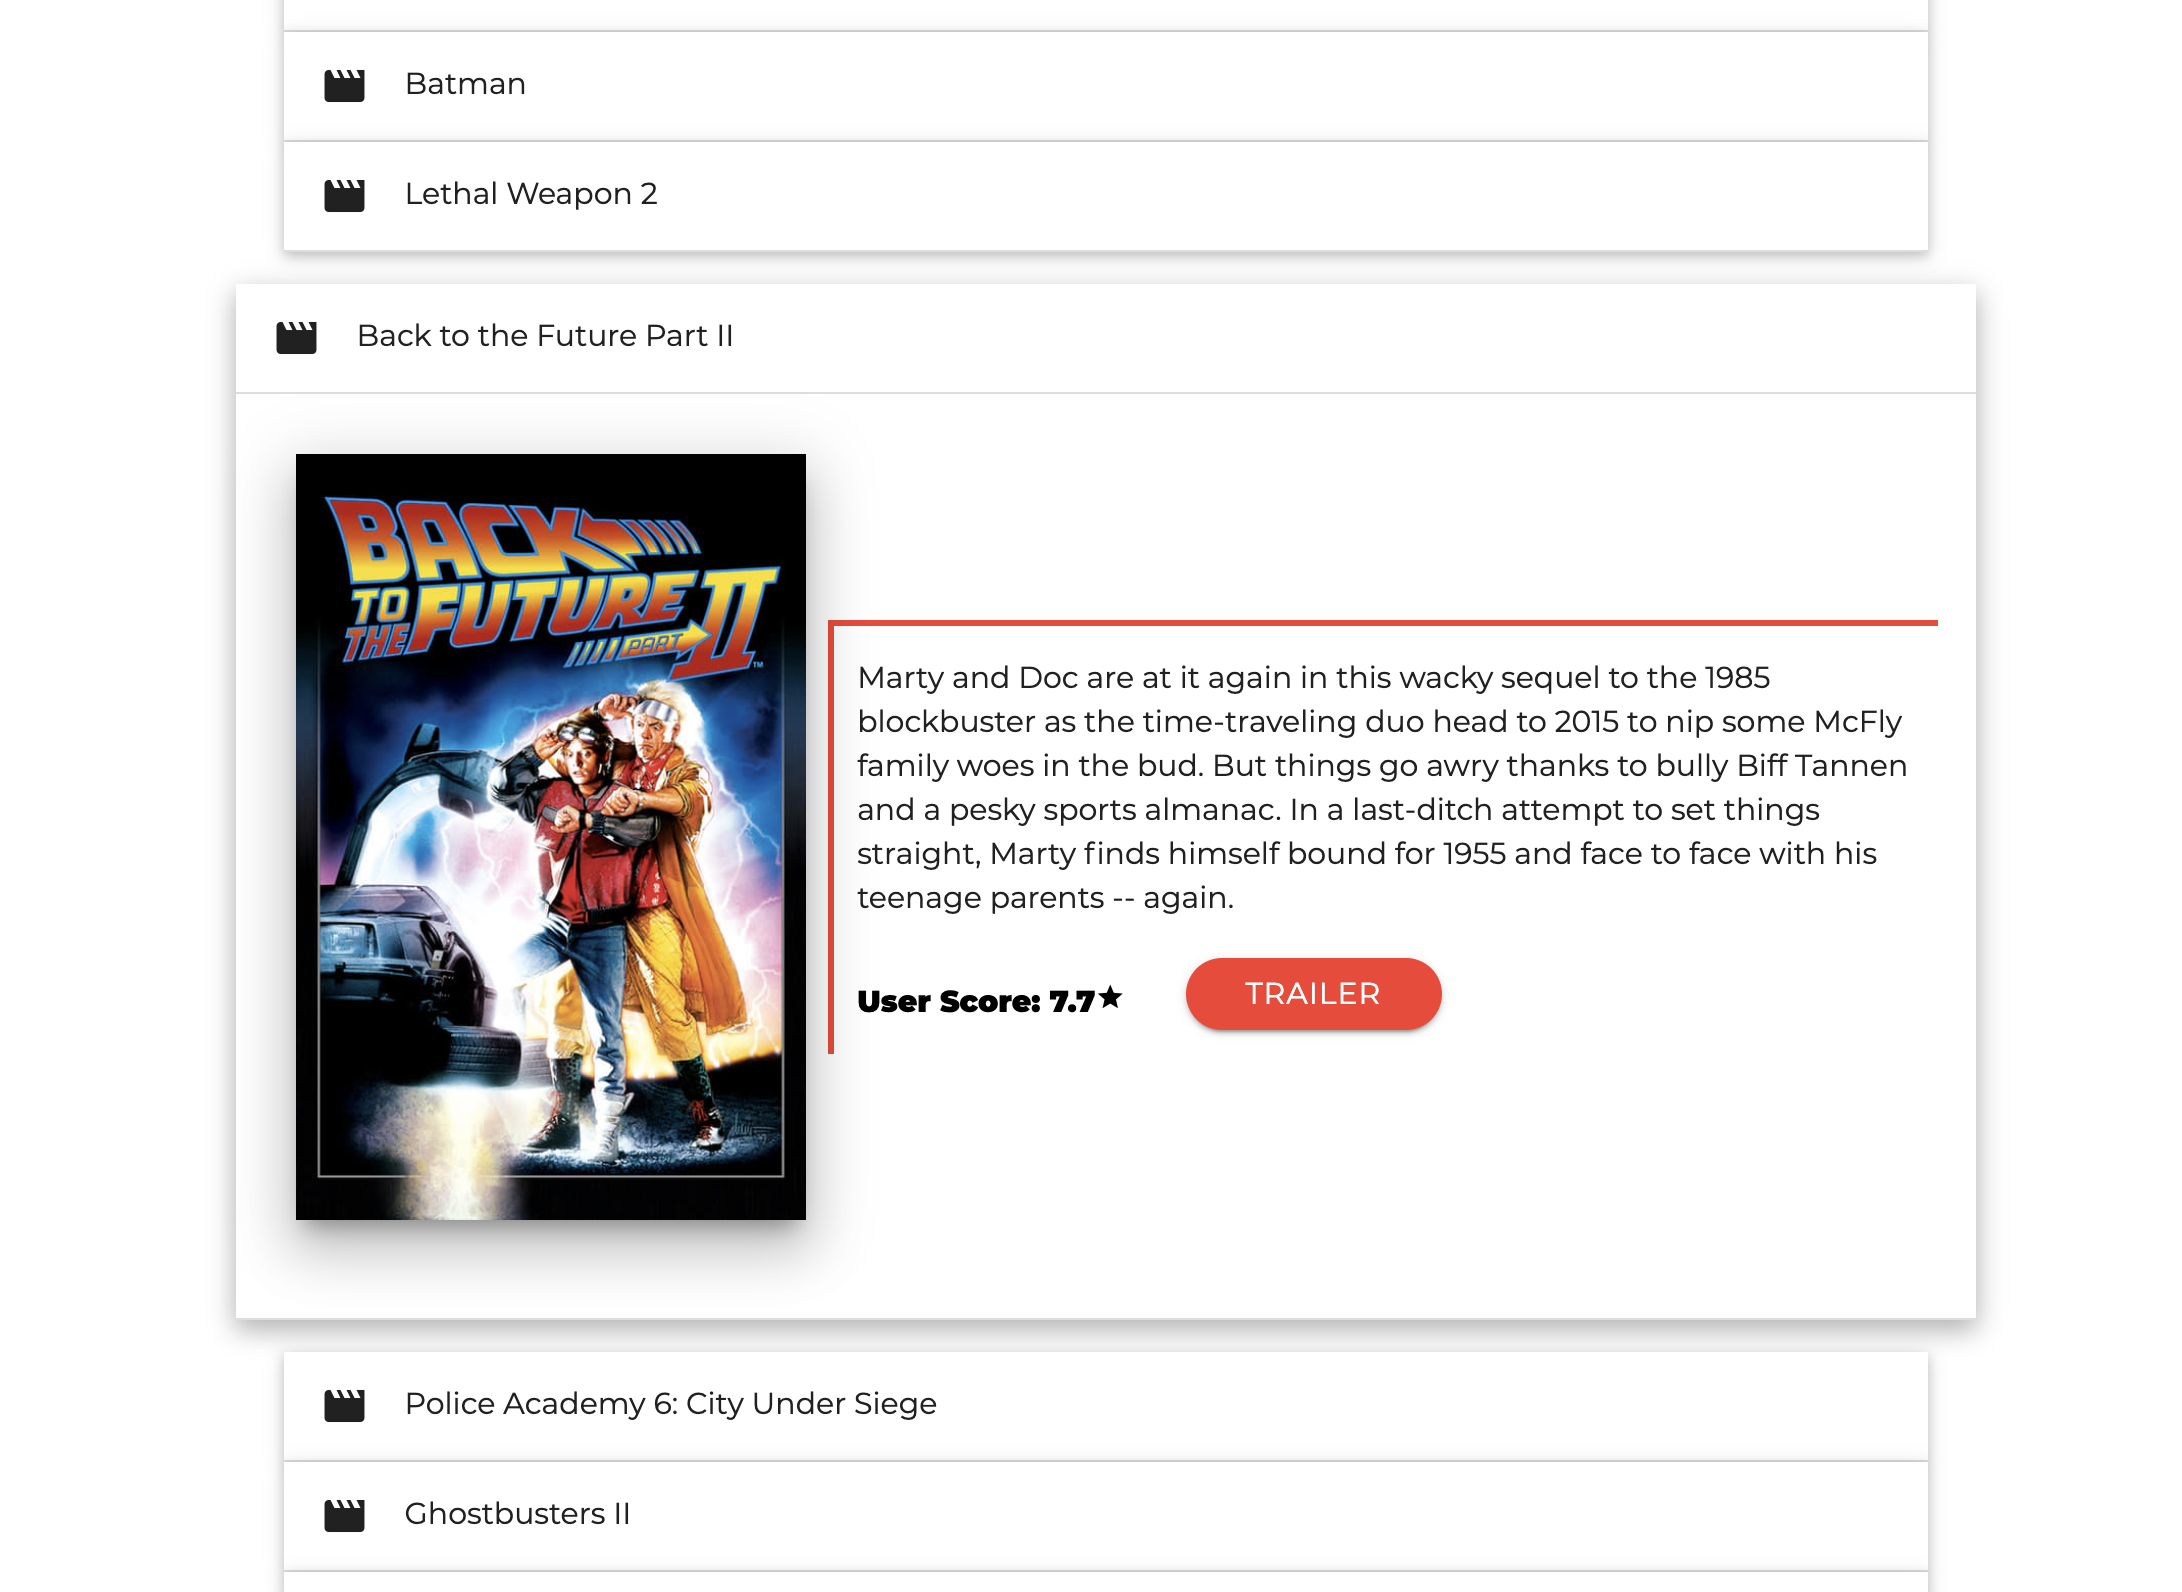 Batman
Lethal Weapon 2
Back to the Future Part II
BACK
TO THE FUTURE
PART II
™
Marty and Doc are at it again in this wacky sequel to the 1985
blockbuster as the time-traveling duo head to 2015 to nip some McFly
family woes in the bud. But things go awry thanks to bully Biff Tannen
and a pesky sports almanac. In a last-ditch attempt to set things
straight, Marty finds himself bound for 1955 and face to face with his
teenage parents -- again.
User Score: 7.7★
TRAILER
Police Academy 6: City Under Siege
Ghostbusters II